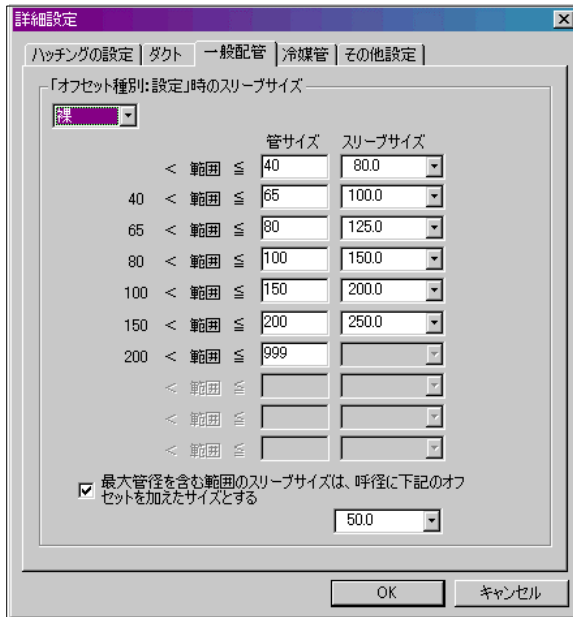 詳細設定
ハッチングの設定 ダクト 一般配管 冷媒管 その他設定
「オフセット種別:設定」時のスリーブサイズ
裸
管サイズ スリーブサイズ
< 範囲 ≦ 40 80.0
40 < 範囲 ≦ 65 100.0
65 < 範囲 ≦ 80 125.0
80 < 範囲 ≦ 100 150.0
100 < 範囲 ≦ 150 200.0
150 < 範囲 ≦ 200 250.0
200 < 範囲 ≦ 999
< 範囲 ≦
< 範囲 ≦
< 範囲 ≦
最大管径を含む範囲のスリーブサイズは、呼径に下記のオフ
セットを加えたサイズとする
50.0
OK キャンセル